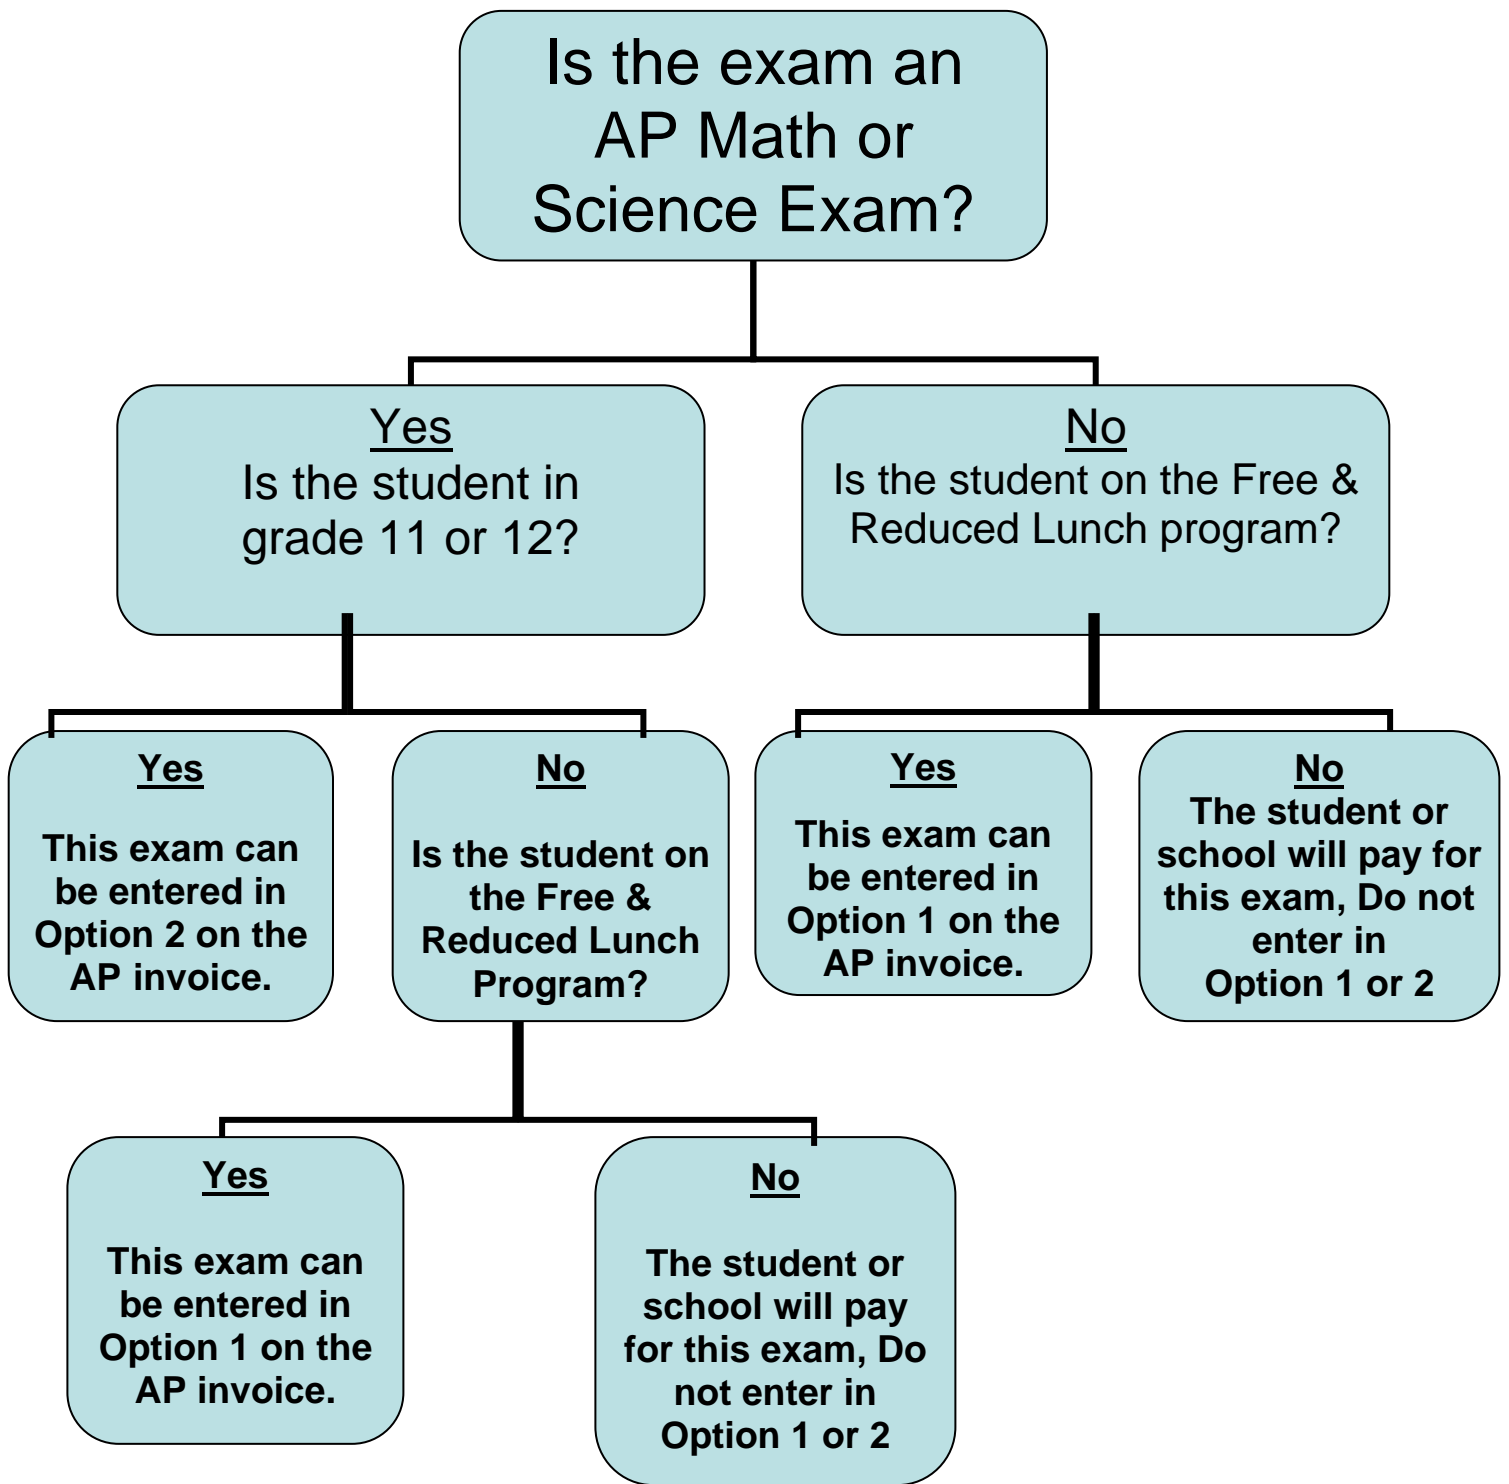 Is the exam an
AP Math or
Science Exam?
Yes
Is the student in
grade 11 or 12?
No
Is the student on the Free &
Reduced Lunch program?
Yes
This exam can
be entered in
Option 2 on the
AP invoice.
No
Is the student on
the Free &
Reduced Lunch
Program?
Yes
This exam can
be entered in
Option 1 on the
AP invoice.
No
The student or
school will pay for
this exam, Do not
enter in
Option 1 or 2
Yes
This exam can
be entered in
Option 1 on the
AP invoice.
No
The student or
school will pay
for this exam, Do
not enter in
Option 1 or 2